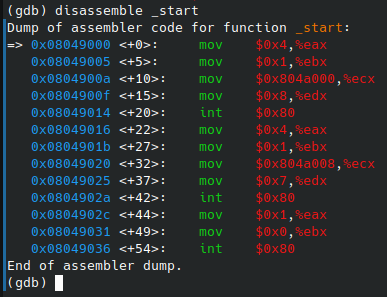 (gdb) disassemble _start
Dump of assembler code for function _start:
=> 0x08049000 <+0>:     mov    $0x4,%eax
   0x08049005 <+5>:     mov    $0x1,%ebx
   0x0804900a <+10>:    mov    $0x804a000,%ecx
   0x0804900f <+15>:    mov    $0x8,%edx
   0x08049014 <+20>:    int    $0x80
   0x08049016 <+22>:    mov    $0x4,%eax
   0x0804901b <+27>:    mov    $0x1,%ebx
   0x08049020 <+32>:    mov    $0x804a008,%ecx
   0x08049025 <+37>:    mov    $0x7,%edx
   0x0804902a <+42>:    int    $0x80
   0x0804902c <+44>:    mov    $0x1,%eax
   0x08049031 <+49>:    mov    $0x0,%ebx
   0x08049036 <+54>:    int    $0x80
End of assembler dump.
(gdb)